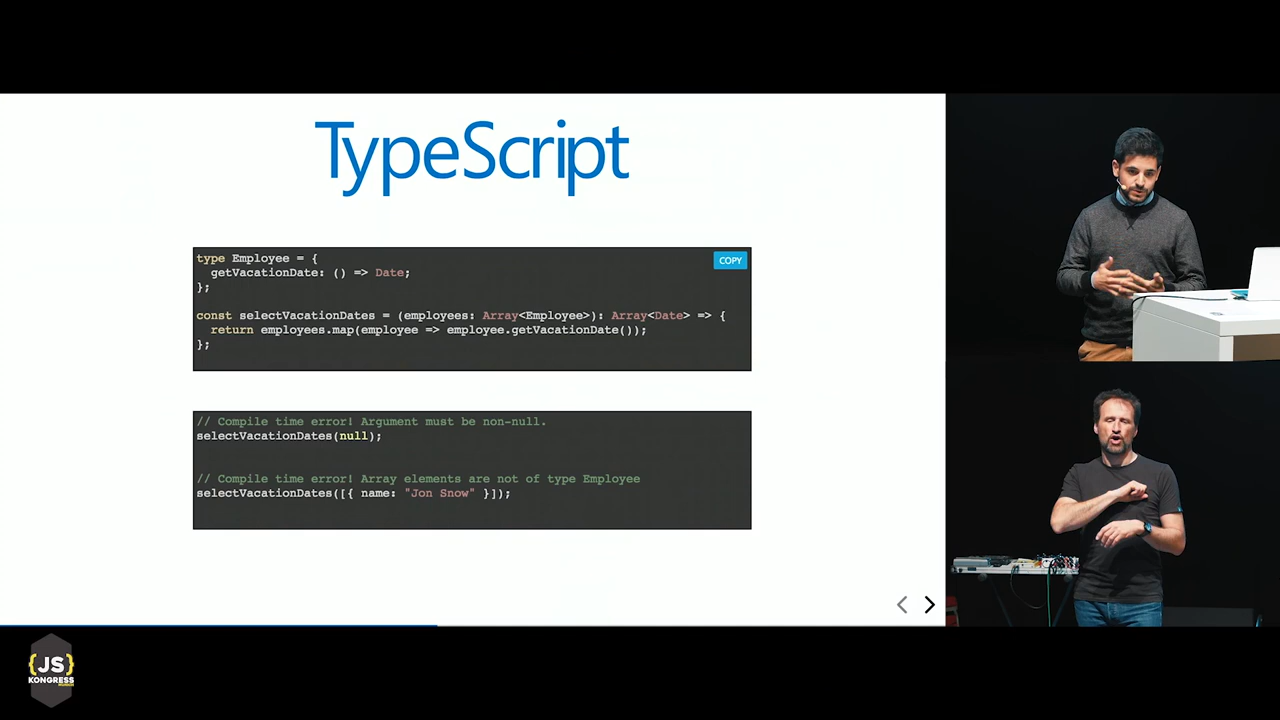 TypeScript
type Employee = {
  getVacationDate: () => Date;
};
const selectVacationDates = (employees: Array<Employee>): Array<Date> => {
  return employees.map(employee => employee.getVacationDate());
};
COPY
// Compile time error! Argument must be non-null.
selectVacationDates(null);
// Compile time error! Array elements are not of type Employee
selectVacationDates([{ name: "Jon Snow" }]);
{JS}
KONGRESS